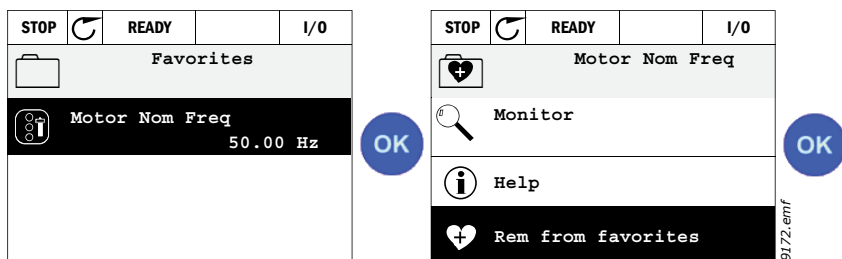 STOP READY I/O
Favorites
Motor Nom Freq
50.00 Hz
OK
STOP READY I/O
Motor Nom Freq
Monitor
Help
Rem from favorites
OK
9172.emf